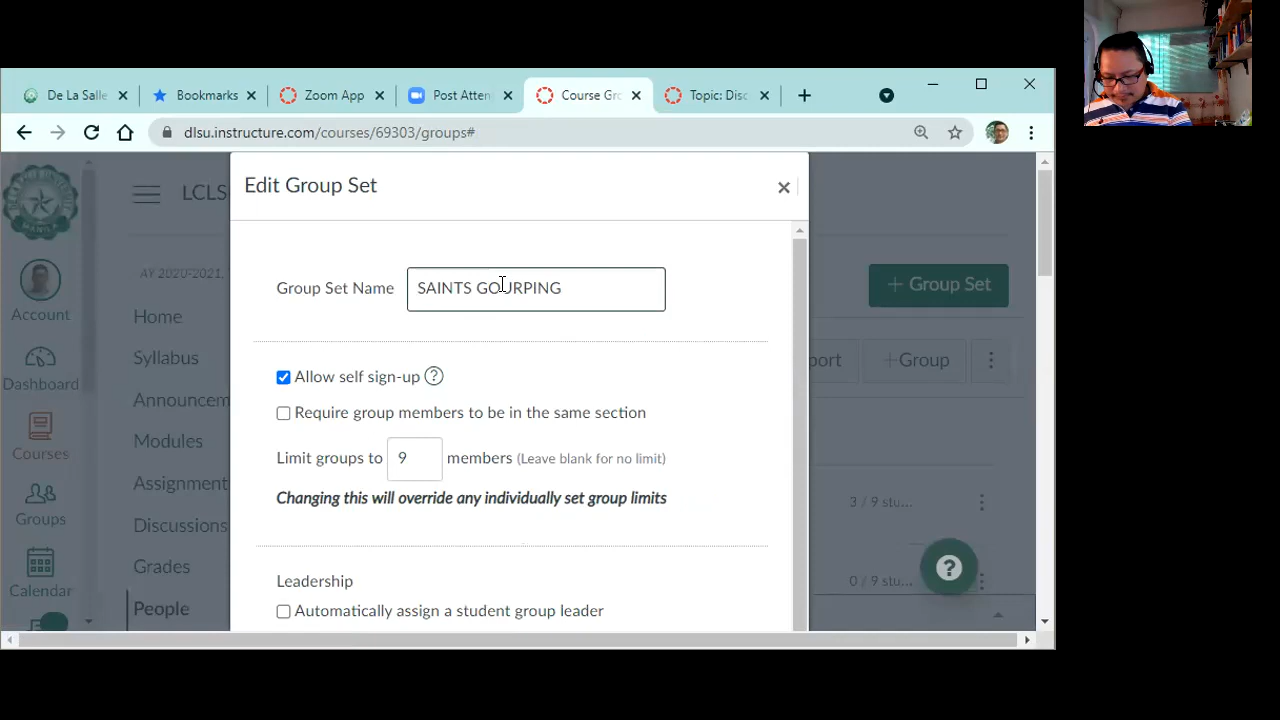 De La Salle
Bookmarks
Zoom App
Post Atten
Course Gro
Topic: Disc
dlsu.instructure.com/courses/69303/groups#
Edit Group Set
LCLS
AY 2020-2021,
Group Set Name
SAINTS GOURPING
+ Group Set
Account
Home
Syllabus
port
+Group
Dashboard
Allow self sign-up ?
Announcem
Require group members to be in the same section
Modules
Courses
Limit groups to 9 members (Leave blank for no limit)
Assignment
Changing this will override any individually set group limits
3 / 9 stu...
Groups
Discussions
Grades
?
0 / 9 stu...
Calendar
Leadership
People
Automatically assign a student group leader